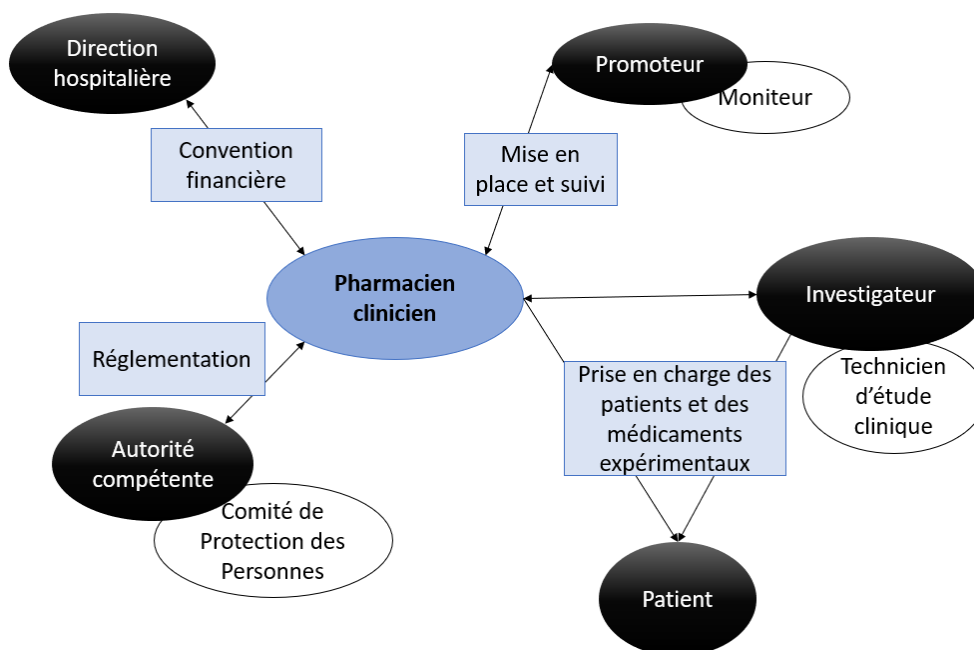 Direction
hospitalière
Promoteur
Moniteur
Convention
financière
Mise en
place et suivi
Pharmacien
clinicien
Investigateur
Réglementation
Technicien
d’étude
clinique
Prise en charge des
patients et des
médicaments
expérimentaux
Autorité
compétente
Comité de
Protection des
Personnes
Patient